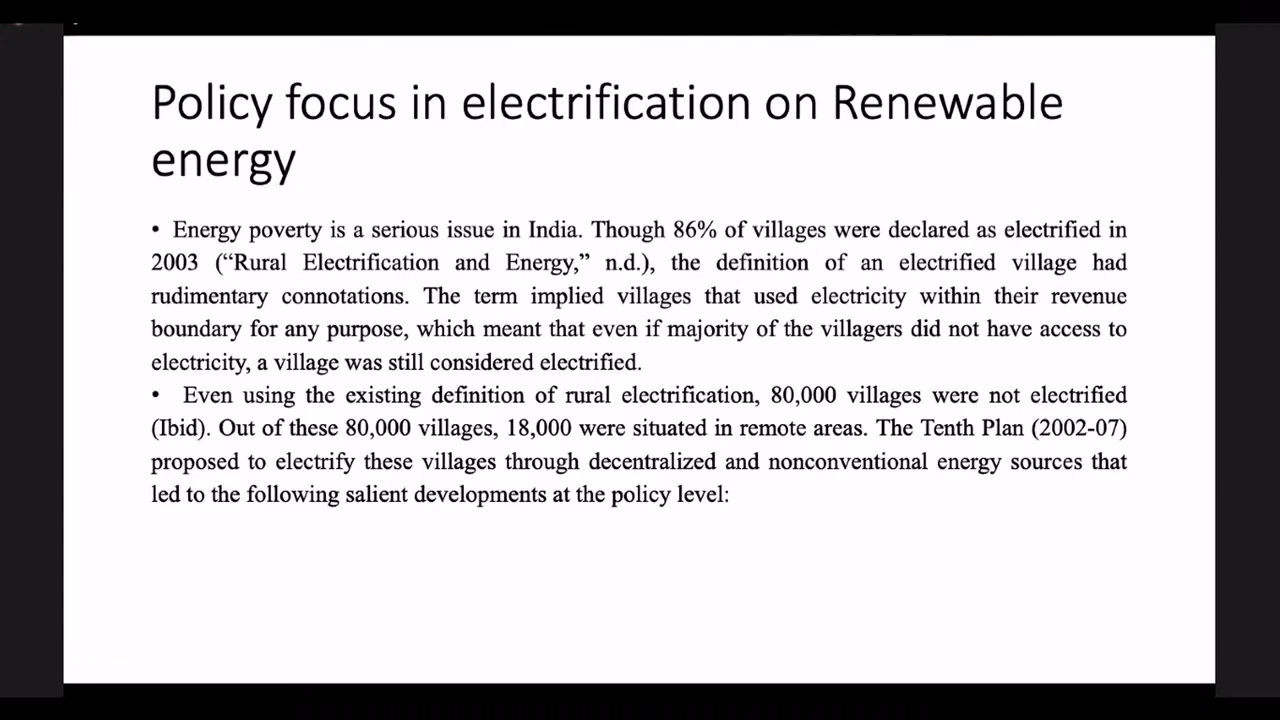 Policy focus in electrification on Renewable
energy
• Energy poverty is a serious issue in India. Though 86% of villages were declared as electrified in
2003 (“Rural Electrification and Energy,” n.d.), the definition of an electrified village had
rudimentary connotations. The term implied villages that used electricity within their revenue
boundary for any purpose, which meant that even if majority of the villagers did not have access to
electricity, a village was still considered electrified.
• Even using the existing definition of rural electrification, 80,000 villages were not electrified
(Ibid). Out of these 80,000 villages, 18,000 were situated in remote areas. The Tenth Plan (2002-07)
proposed to electrify these villages through decentralized and nonconventional energy sources that
led to the following salient developments at the policy level: